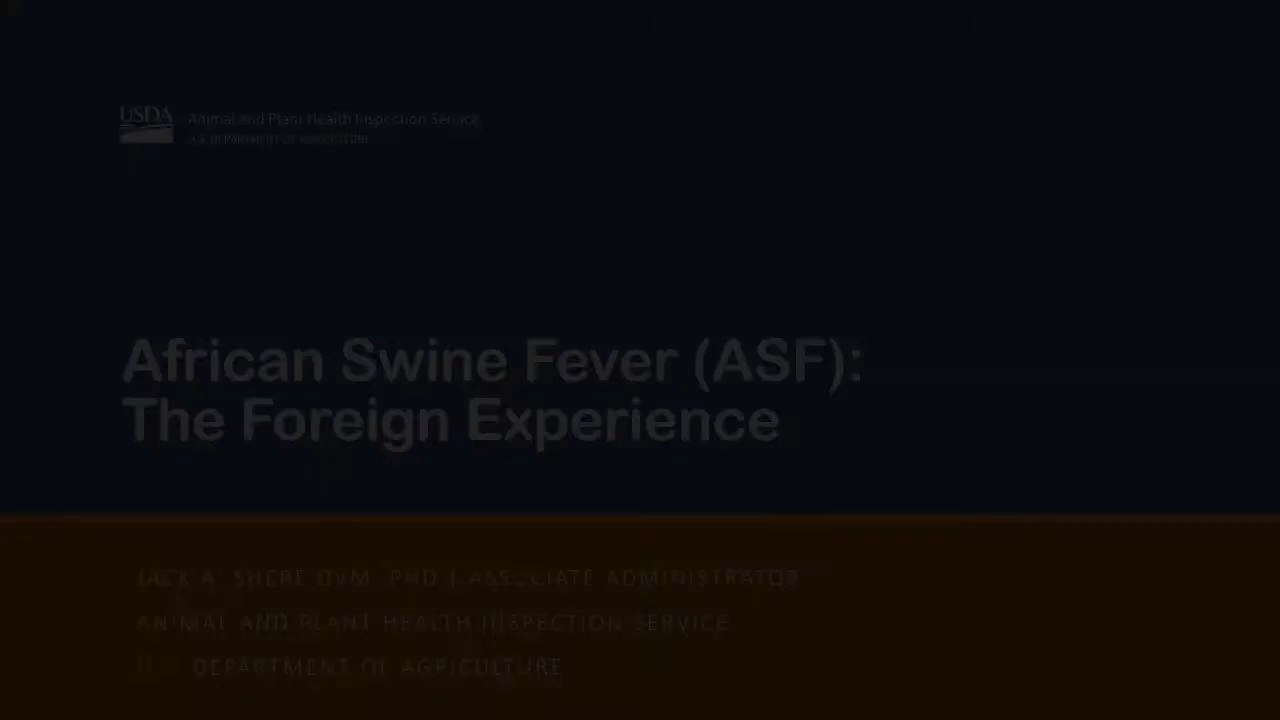 USDA
Animal and Plant Health Inspection Service
U.S. DEPARTMENT OF AGRICULTURE
African Swine Fever (ASF):
The Foreign Experience
JACK A. SHERE DVM, PHD | ASSOCIATE ADMINISTRATOR
ANIMAL AND PLANT HEALTH INSPECTION SERVICE
U.S. DEPARTMENT OF AGRICULTURE